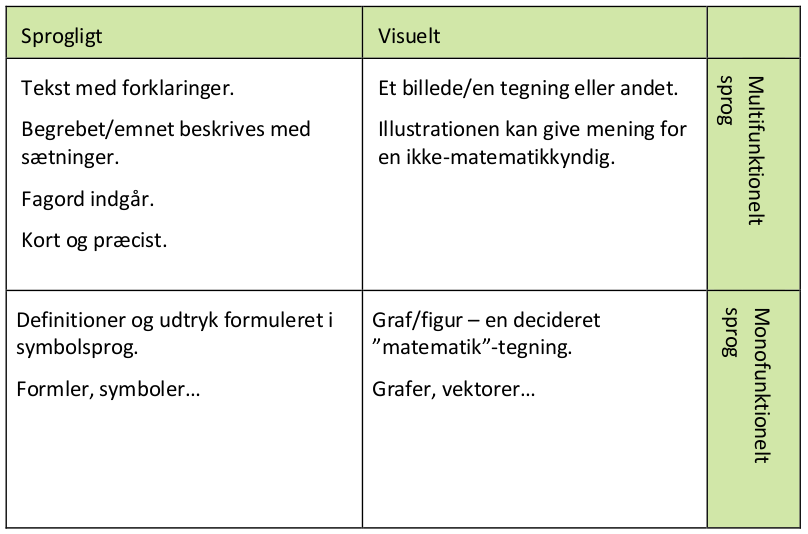 Sprogligt
Visuelt
Tekst med forklaringer.
Begrebet/emnet beskrives med
sætninger.
Fagord indgår.
Kort og præcist.
Et billede/en tegning eller andet.
Illustrationen kan give mening for
en ikke-matematikkyndig.
Multifunktionelt
sprog
Definitioner og udtryk formuleret i
symbolsprog.
Formler, symboler…
Graf/figur – en decideret
”matematik”-tegning.
Grafer, vektorer…
Monofunktionelt
sprog